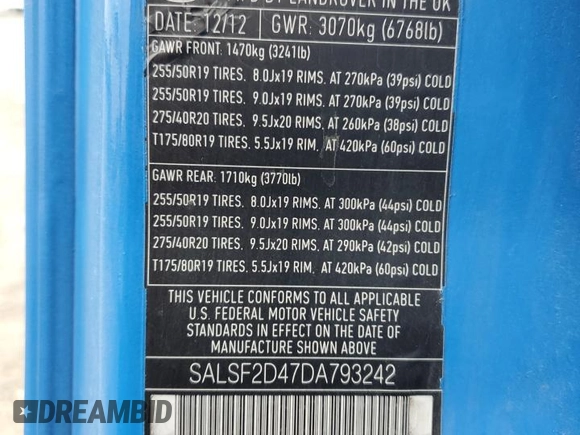 BY LANDROVER IN THE UK
DATE: 12/12 GWR: 3070kg (6768lb)
GAWR FRONT: 1470kg (3241lb)
255/50R19 TIRES. 8.0Jx19 RIMS. AT 270kPa (39psi) COLD
255/50R19 TIRES. 9.0Jx19 RIMS. AT 270kPa (39psi) COLD
275/40R20 TIRES. 9.5Jx20 RIMS. AT 260kPa (38psi) COLD
T175/80R19 TIRES. 5.5Jx19 RIM. AT 420kPa (60psi) COLD
GAWR REAR: 1710kg (3770lb)
255/50R19 TIRES. 8.0Jx19 RIMS. AT 300kPa (44psi) COLD
255/50R19 TIRES. 9.0Jx19 RIMS. AT 300kPa (44psi) COLD
275/40R20 TIRES. 9.5Jx20 RIMS. AT 290kPa (42psi) COLD
T175/80R19 TIRES. 5.5Jx19 RIM. AT 420kPa (60psi) COLD
THIS VEHICLE CONFORMS TO ALL APPLICABLE
U.S. FEDERAL MOTOR VEHICLE SAFETY
STANDARDS IN EFFECT ON THE DATE OF
MANUFACTURE SHOWN ABOVE
SALSF2D47DA793242
DREAMBID